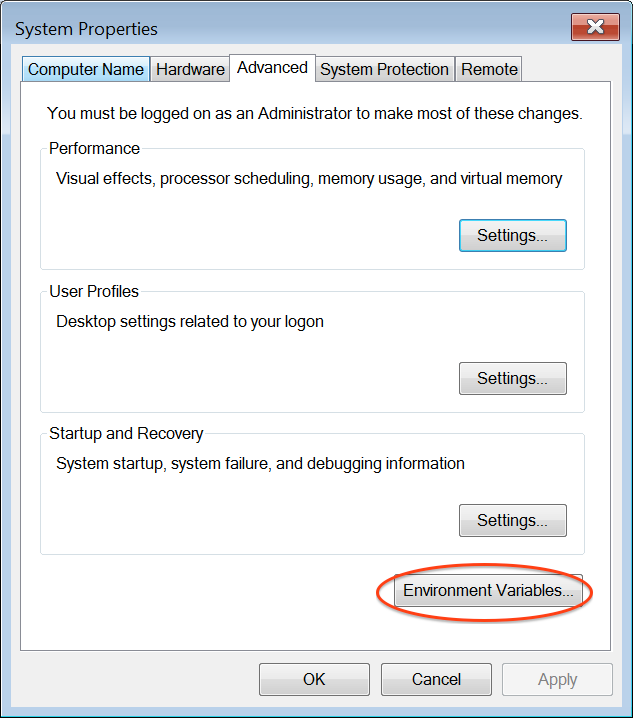 System Properties
Computer Name Hardware Advanced System Protection Remote
You must be logged on as an Administrator to make most of these changes.
Performance
Visual effects, processor scheduling, memory usage, and virtual memory
Settings...
User Profiles
Desktop settings related to your logon
Settings...
Startup and Recovery
System startup, system failure, and debugging information
Settings...
Environment Variables...
OK Cancel Apply